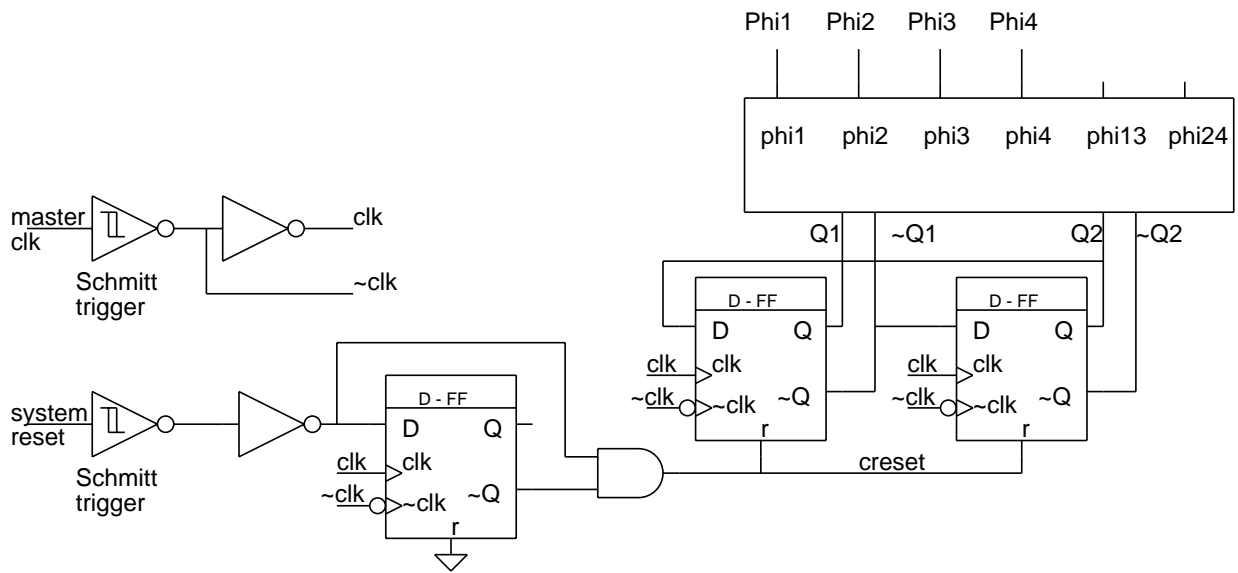 Phi1 Phi2 Phi3 Phi4
phi1 phi2 phi3 phi4 phi13 phi24
master
clk
clk
Q1 ~Q1 Q2 ~Q2
Schmitt
trigger
~clk
D - FF D - FF
D Q D Q
clk clk clk clk
~clk ~clk ~Q ~clk ~clk ~Q
r r
system
reset
D - FF
D Q
clk clk
~clk ~clk ~Q
r
creset
Schmitt
trigger